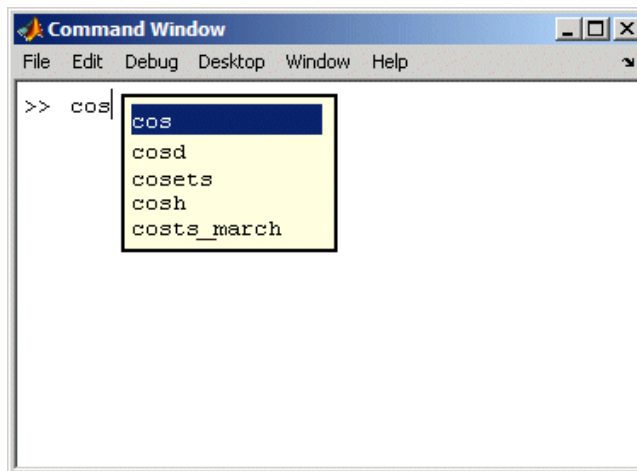 Command Window
File Edit Debug Desktop Window Help
>> cos
cos
cosd
cosets
cosh
costs_march